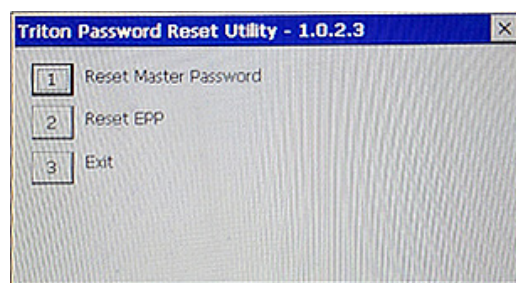 Triton Password Reset Utility - 1.0.2.3
1 Reset Master Password
2 Reset EPP
3 Exit